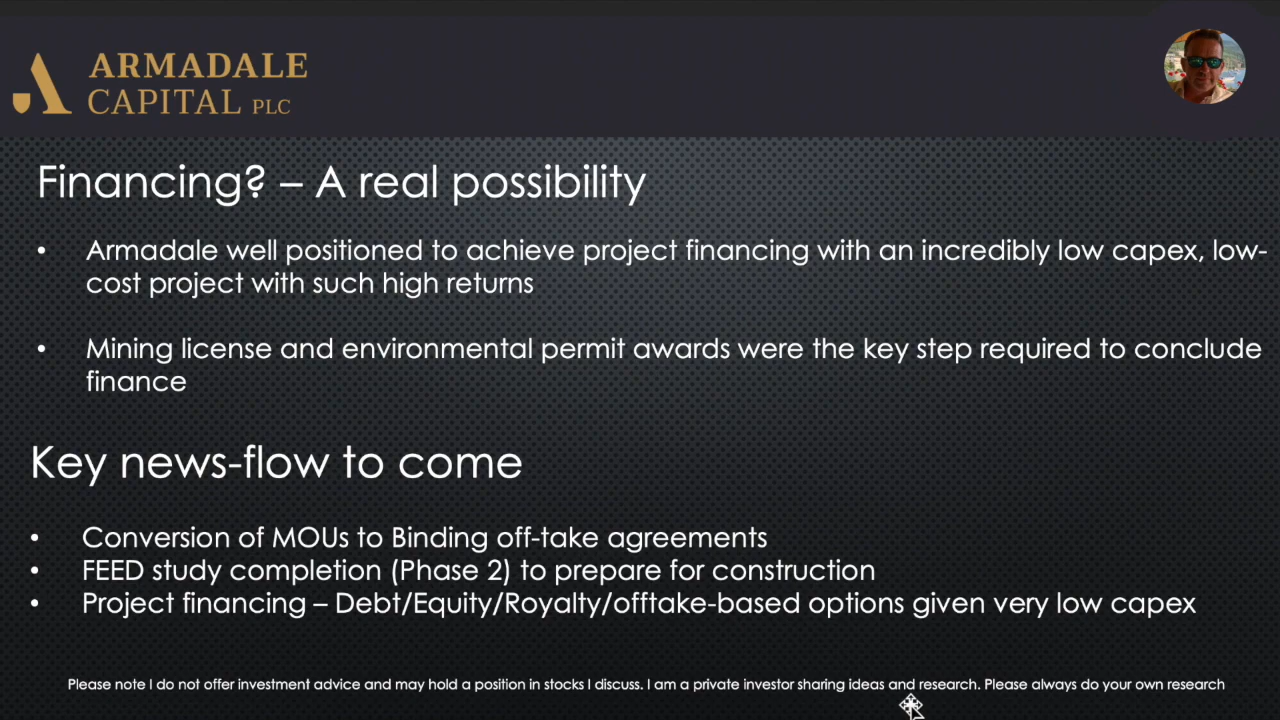 ARMADALE
CAPITAL PLC
Financing? – A real possibility
• Armadale well positioned to achieve project financing with an incredibly low capex, low-
cost project with such high returns
• Mining license and environmental permit awards were the key step required to conclude
finance
Key news-flow to come
• Conversion of MOUs to Binding off-take agreements
• FEED study completion (Phase 2) to prepare for construction
• Project financing – Debt/Equity/Royalty/offtake-based options given very low capex
Please note I do not offer investment advice and may hold a position in stocks I discuss. I am a private investor sharing ideas and research. Please always do your own research